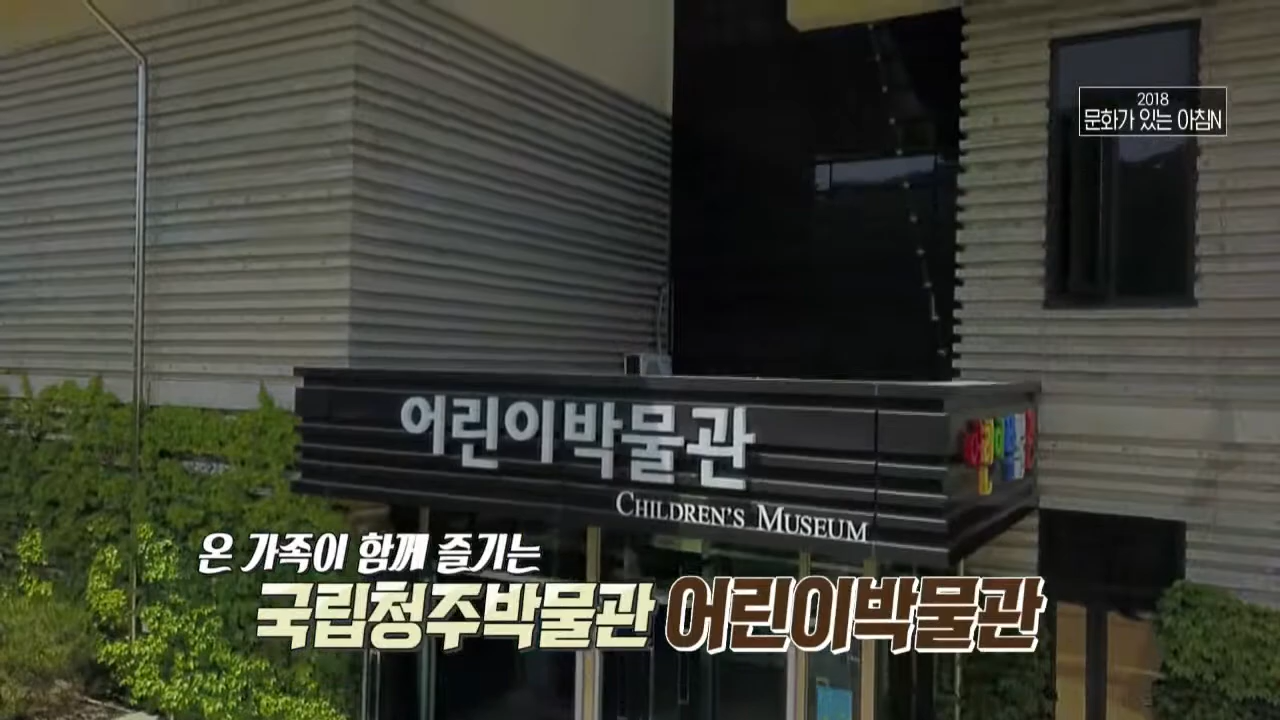 2018
문화가 있는 아침N
어린이박물관
CHILDREN'S MUSEUM
온 가족이 함께 즐기는
국립청주박물관 어린이박물관